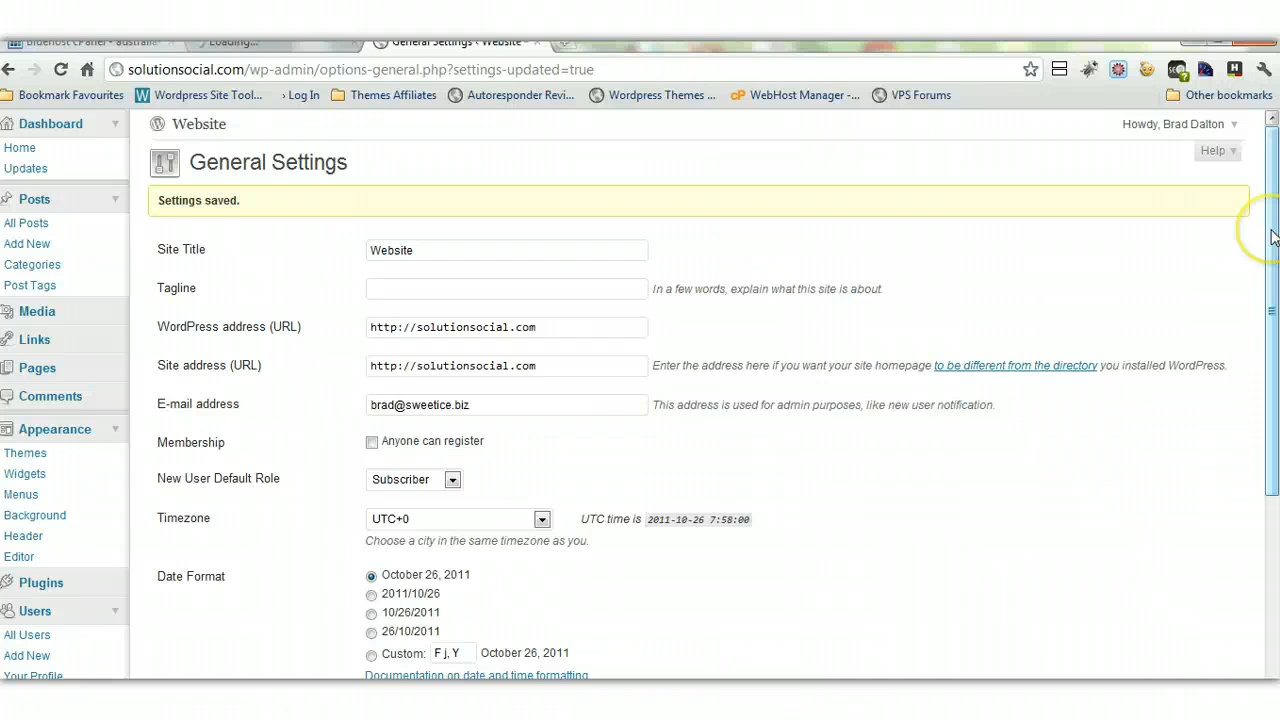 Bluehost cPanel - australia
Loading...
General Settings ‹ Website
solutionsocial.com/wp-admin/options-general.php?settings-updated=true
Bookmark Favourites
Wordpress Site Tool...
› Log In
Themes Affiliates
Autoresponder Revi...
Wordpress Themes ...
WebHost Manager -...
VPS Forums
Other bookmarks
Dashboard
Home
Updates
Posts
All Posts
Add New
Categories
Post Tags
Media
Links
Pages
Comments
Appearance
Themes
Widgets
Menus
Background
Header
Editor
Plugins
Users
All Users
Add New
Your Profile
Website
Howdy, Brad Dalton
Help
General Settings
Settings saved.
Site Title Website
Tagline In a few words, explain what this site is about.
WordPress address (URL) http://solutionsocial.com
Site address (URL) http://solutionsocial.com Enter the address here if you want your site homepage to be different from the directory you installed WordPress.
E-mail address brad@sweetice.biz This address is used for admin purposes, like new user notification.
Membership Anyone can register
New User Default Role Subscriber
Timezone UTC+0 UTC time is 2011-10-26 7:58:00
Choose a city in the same timezone as you.
Date Format October 26, 2011
2011/10/26
10/26/2011
26/10/2011
Custom: F j, Y October 26, 2011
Documentation on date and time formatting